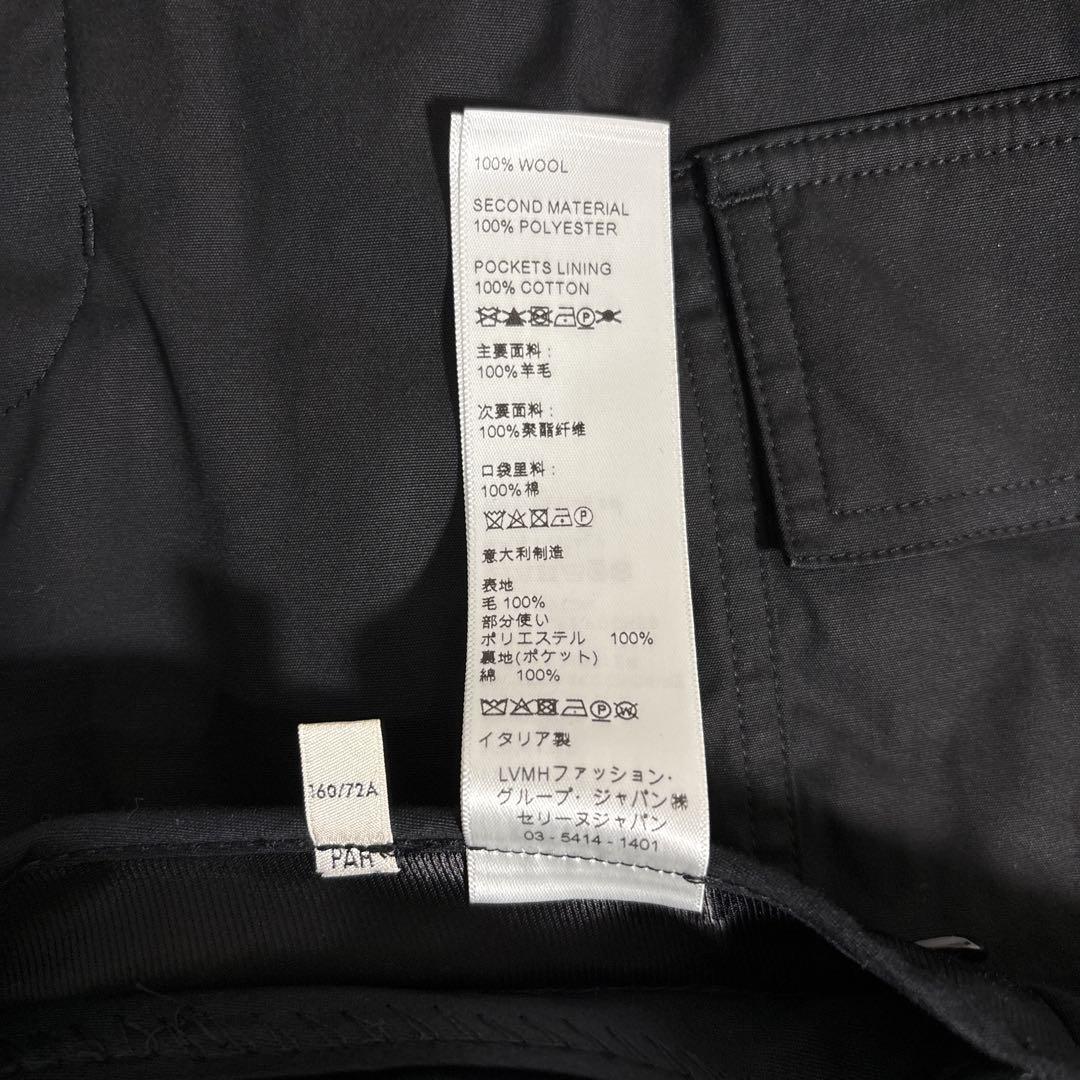 100% WOOL
SECOND MATERIAL
100% POLYESTER
POCKETS LINING
100% COTTON
主要面料：
100%羊毛
次要面料：
100%聚酯纤维
口袋里料：
100%棉
意大利制造
表地
毛 100%
部分使い
ポリエステル 100%
裏地(ポケット)
綿 100%
イタリア製
LVMHファッション・
グループ・ジャパン㈱
セリーヌジャパン
03 - 5414 - 1401
160/72A